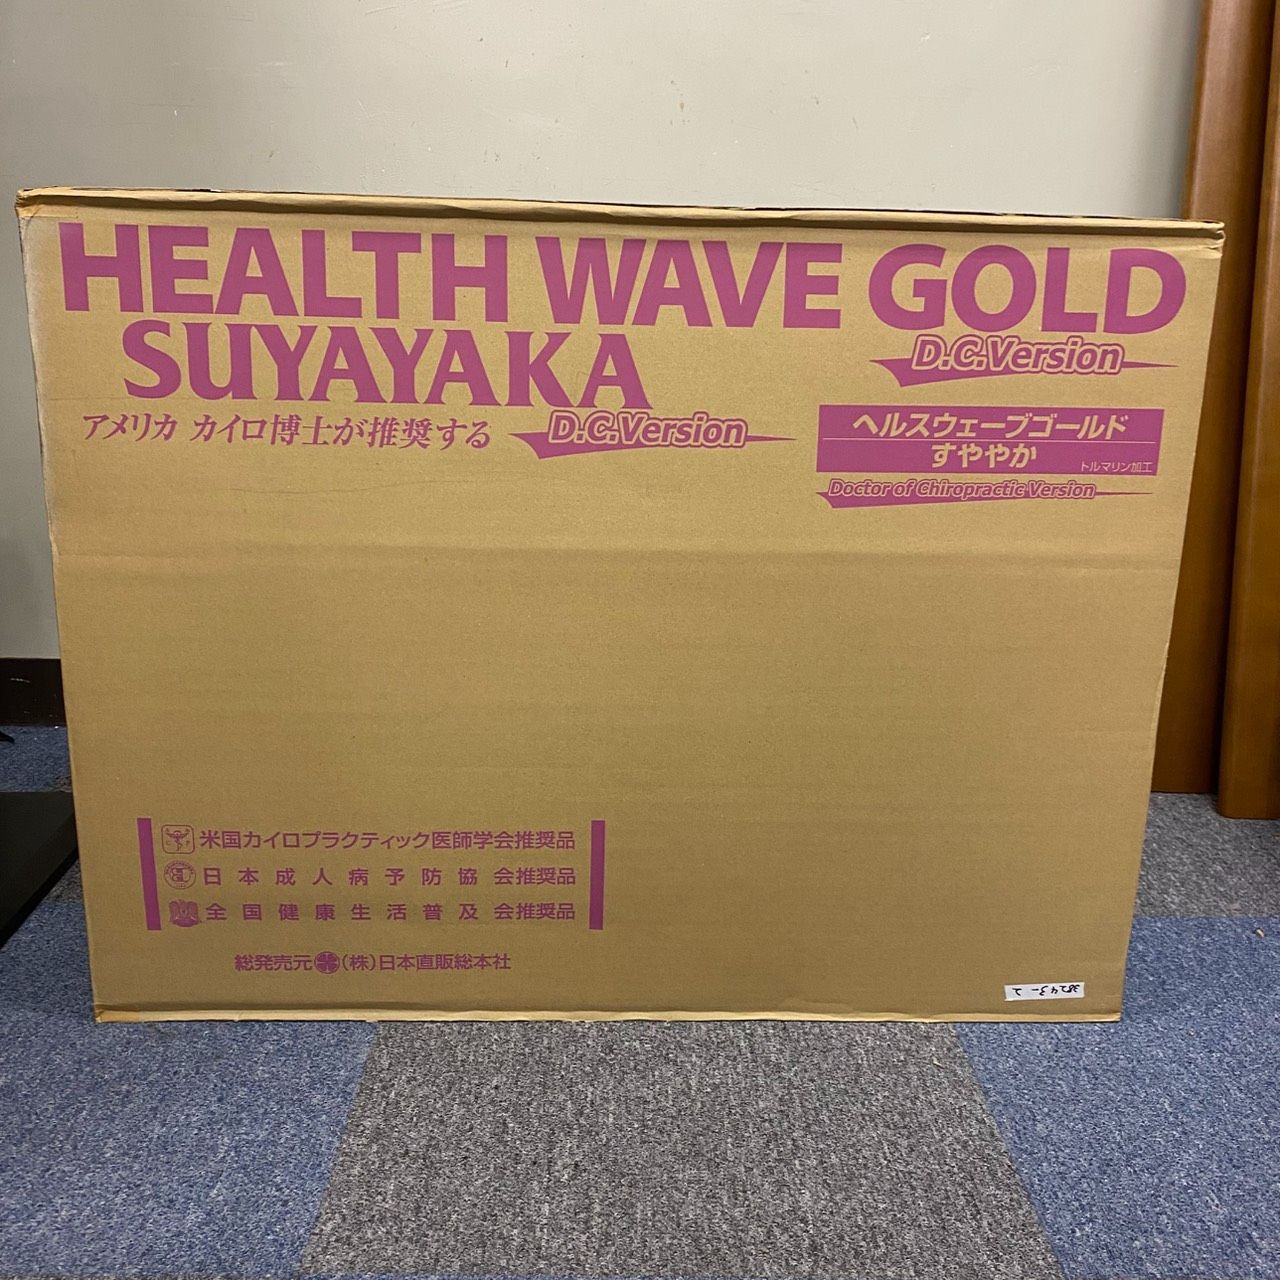 HEALTH WAVE GOLD
D.C.Version
SUYAYAKA
アメリカ カイロ博士が推奨する
D.C.Version
ヘルスウェーブゴールド
すややか
トルマリン加工
Doctor of Chiropractic Version
米国カイロプラクティック医師学会推奨品
日本成人病予防協会推奨品
全国健康生活普及会推奨品
総発売元 (株)日本直販総本社
38243-2